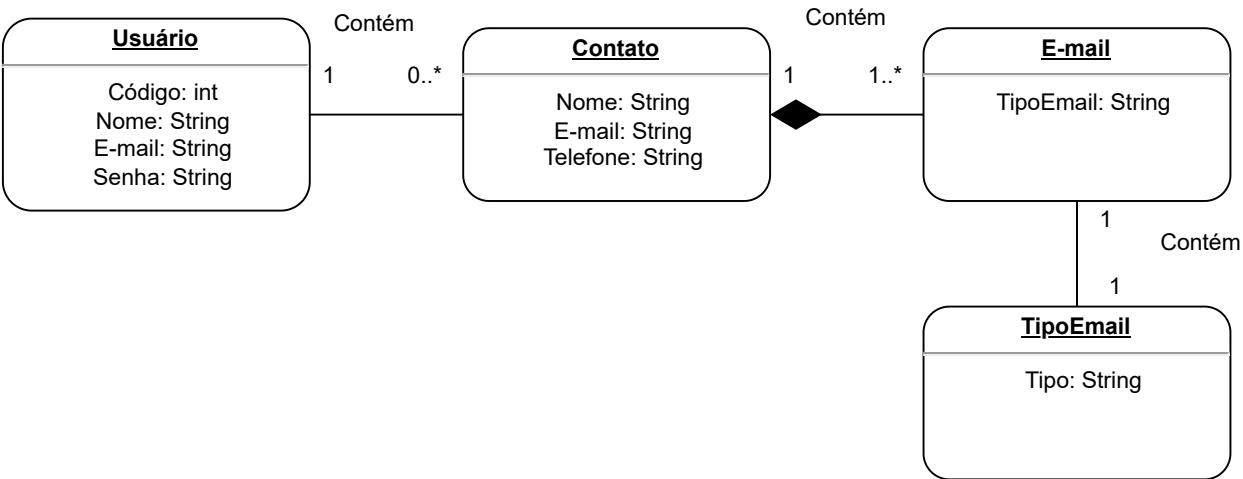 Usuário
Código: int
Nome: String
E-mail: String
Senha: String
Contém
1
0..*
Contato
Nome: String
E-mail: String
Telefone: String
Contém
1
1..*
E-mail
TipoEmail: String
1
Contém
1
TipoEmail
Tipo: String